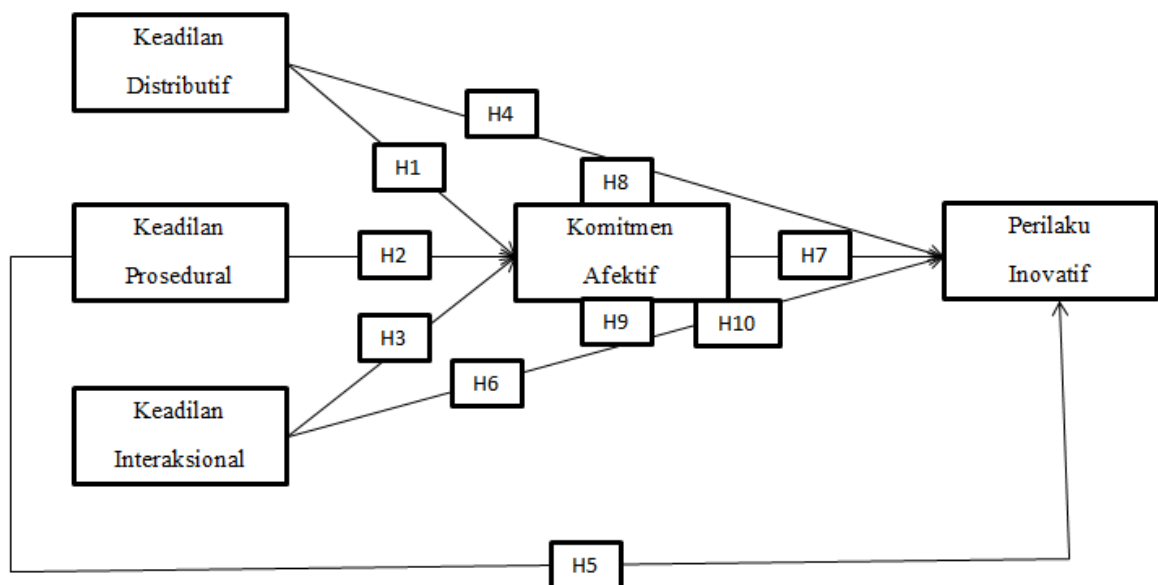 Keadilan
Distributif
H4
H1
H8
Keadilan
Prosedural
H2
Komitmen
Afektif
H7
Perilaku
Inovatif
H3
H9
H10
H6
Keadilan
Interaksional
H5